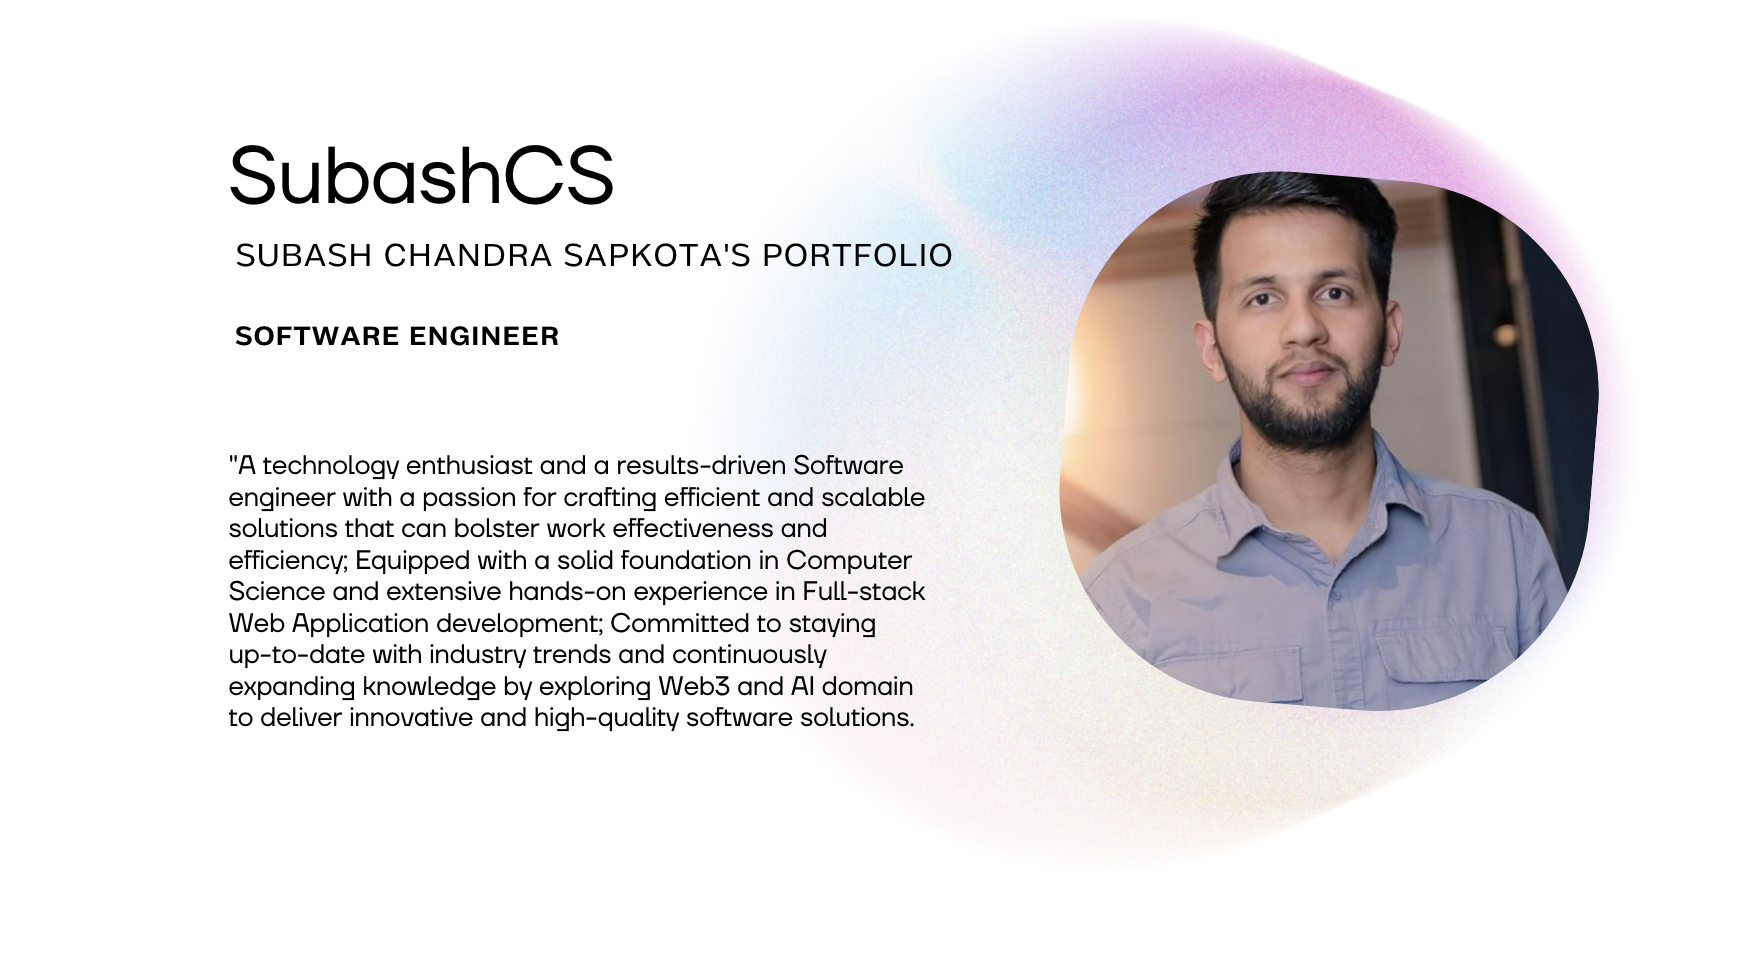 SubashCS
SUBASH CHANDRA SAPKOTA'S PORTFOLIO
SOFTWARE ENGINEER
"A technology enthusiast and a results-driven Software
engineer with a passion for crafting efficient and scalable
solutions that can bolster work effectiveness and
efficiency; Equipped with a solid foundation in Computer
Science and extensive hands-on experience in Full-stack
Web Application development; Committed to staying
up-to-date with industry trends and continuously
expanding knowledge by exploring Web3 and AI domain
to deliver innovative and high-quality software solutions.